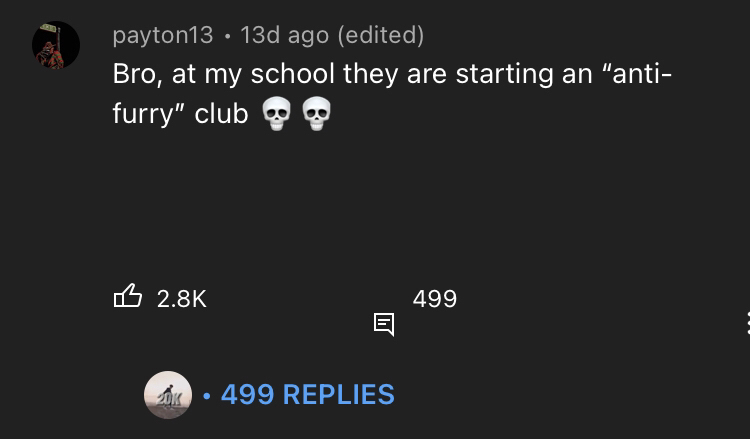 payton13 • 13d ago (edited)
Bro, at my school they are starting an “anti-
furry” club 💀💀
2.8K
499
20K
• 499 REPLIES